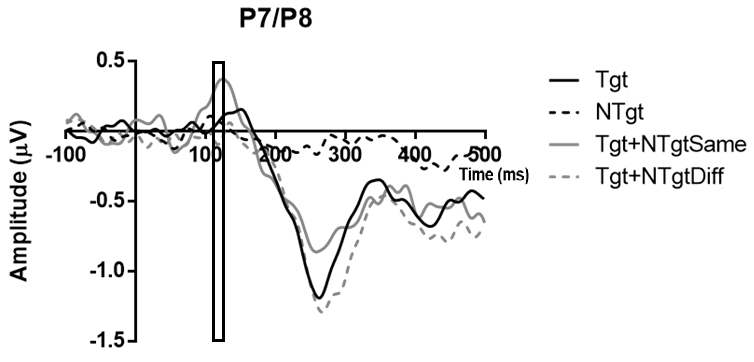 P7/P8
Amplitude (µV)
0.5
-0.5
-1.0
-1.5
-100
100
200
300
400
500
Time (ms)
Tgt
NTgt
Tgt+NTgtSame
Tgt+NTgtDiff